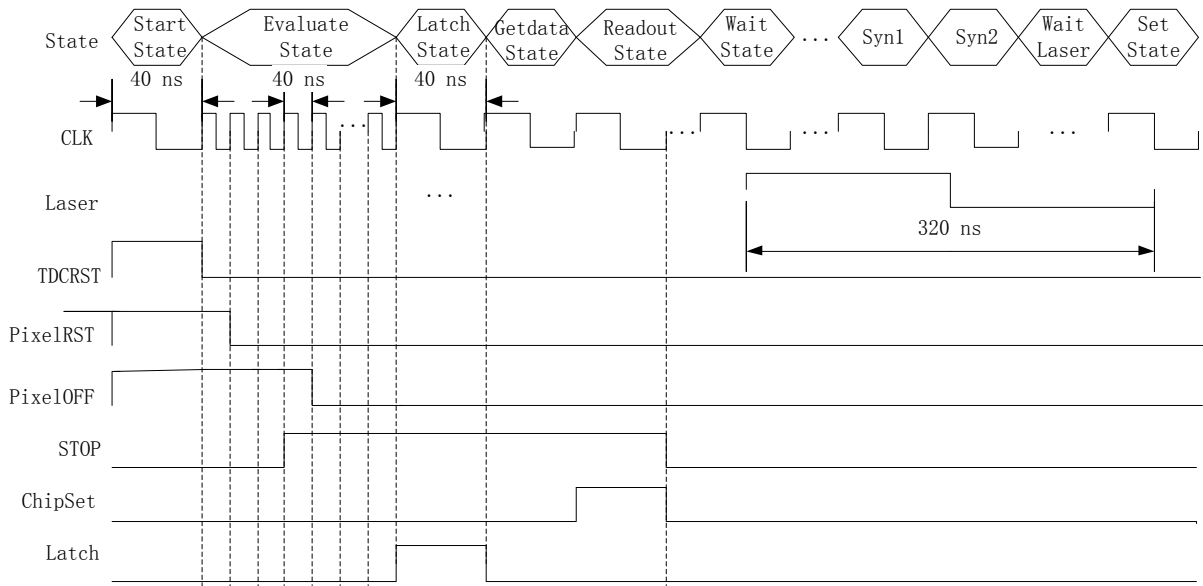 State
Start State
Evaluate State
Latch State
Getdata State
Readout State
Wait State
...
Syn1
Syn2
Wait Laser
Set State
40 ns
40 ns
40 ns
CLK
...
...
...
...
Laser
...
320 ns
TDCRST
PixelRST
PixelOFF
STOP
ChipSet
Latch